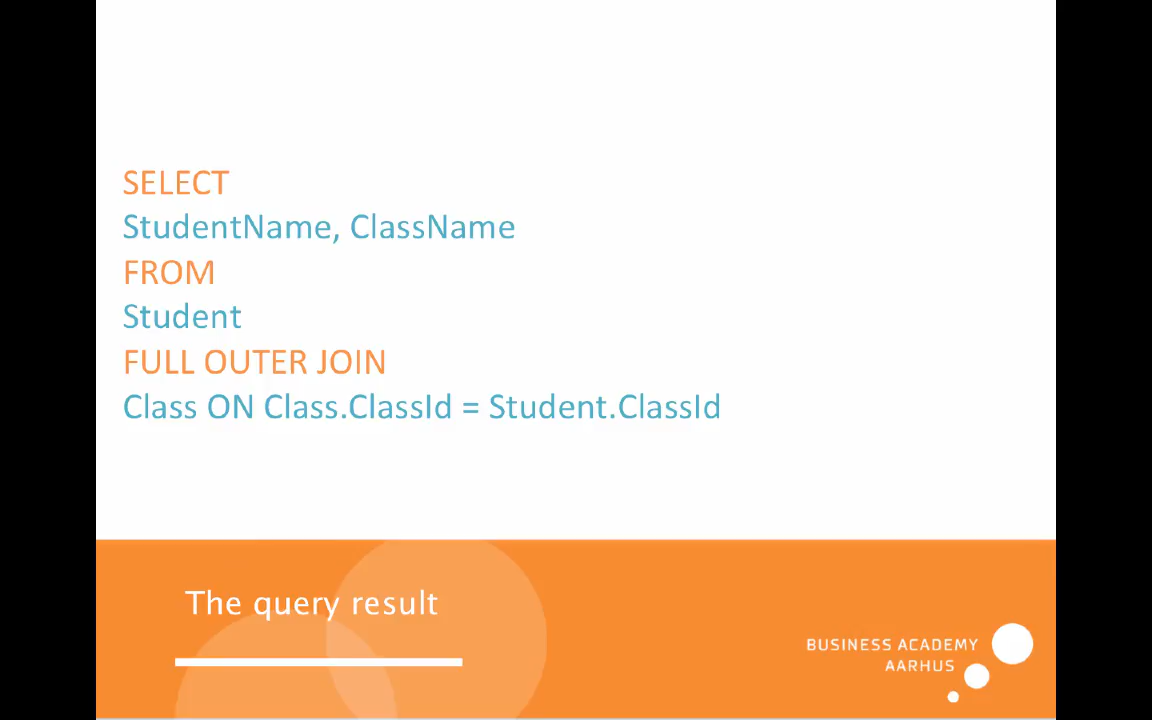 SELECT
StudentName, ClassName
FROM
Student
FULL OUTER JOIN
Class ON Class.ClassId = Student.ClassId
The query result
BUSINESS ACADEMY
AARHUS